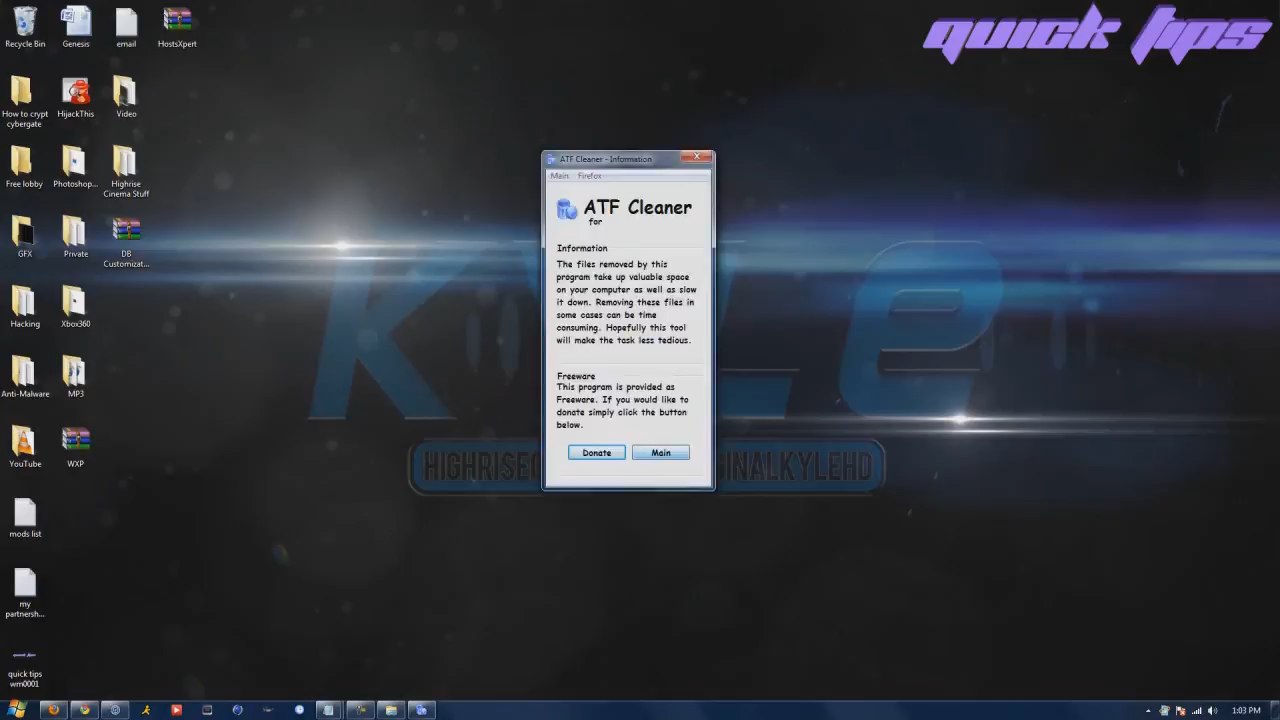 quick tips
Recycle Bin
Genesis
email
HostsXpert
How to crypt
cybergate
HijackThis
Video
Free lobby
Photoshop...
Highrise
Cinema Stuff
GFX
Private
DB
Customizat...
Hacking
Xbox360
Anti-Malware
MP3
YouTube
WXP
mods list
my
partnersh...
quick tips
wm0001
ATF Cleaner - Information
Main Firefox
ATF Cleaner
for
Information
The files removed by this
program take up valuable space
on your computer as well as slow
it down. Removing these files in
some cases can be time
consuming. Hopefully this tool
will make the task less tedious.
Freeware
This program is provided as
Freeware. If you would like to
donate simply click the button
below.
Donate Main
1:03 PM